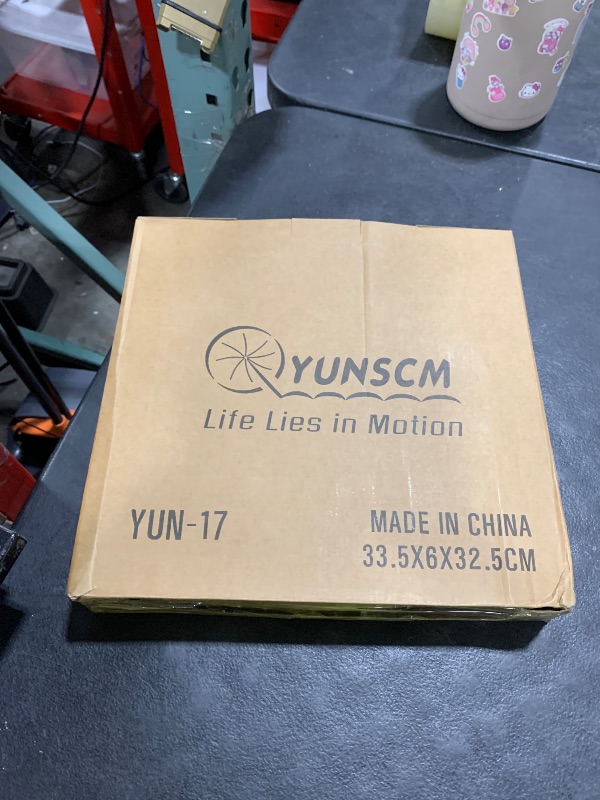 YUNSCM
Life Lies in Motion
YUN-17
MADE IN CHINA
33.5X6X32.5CM